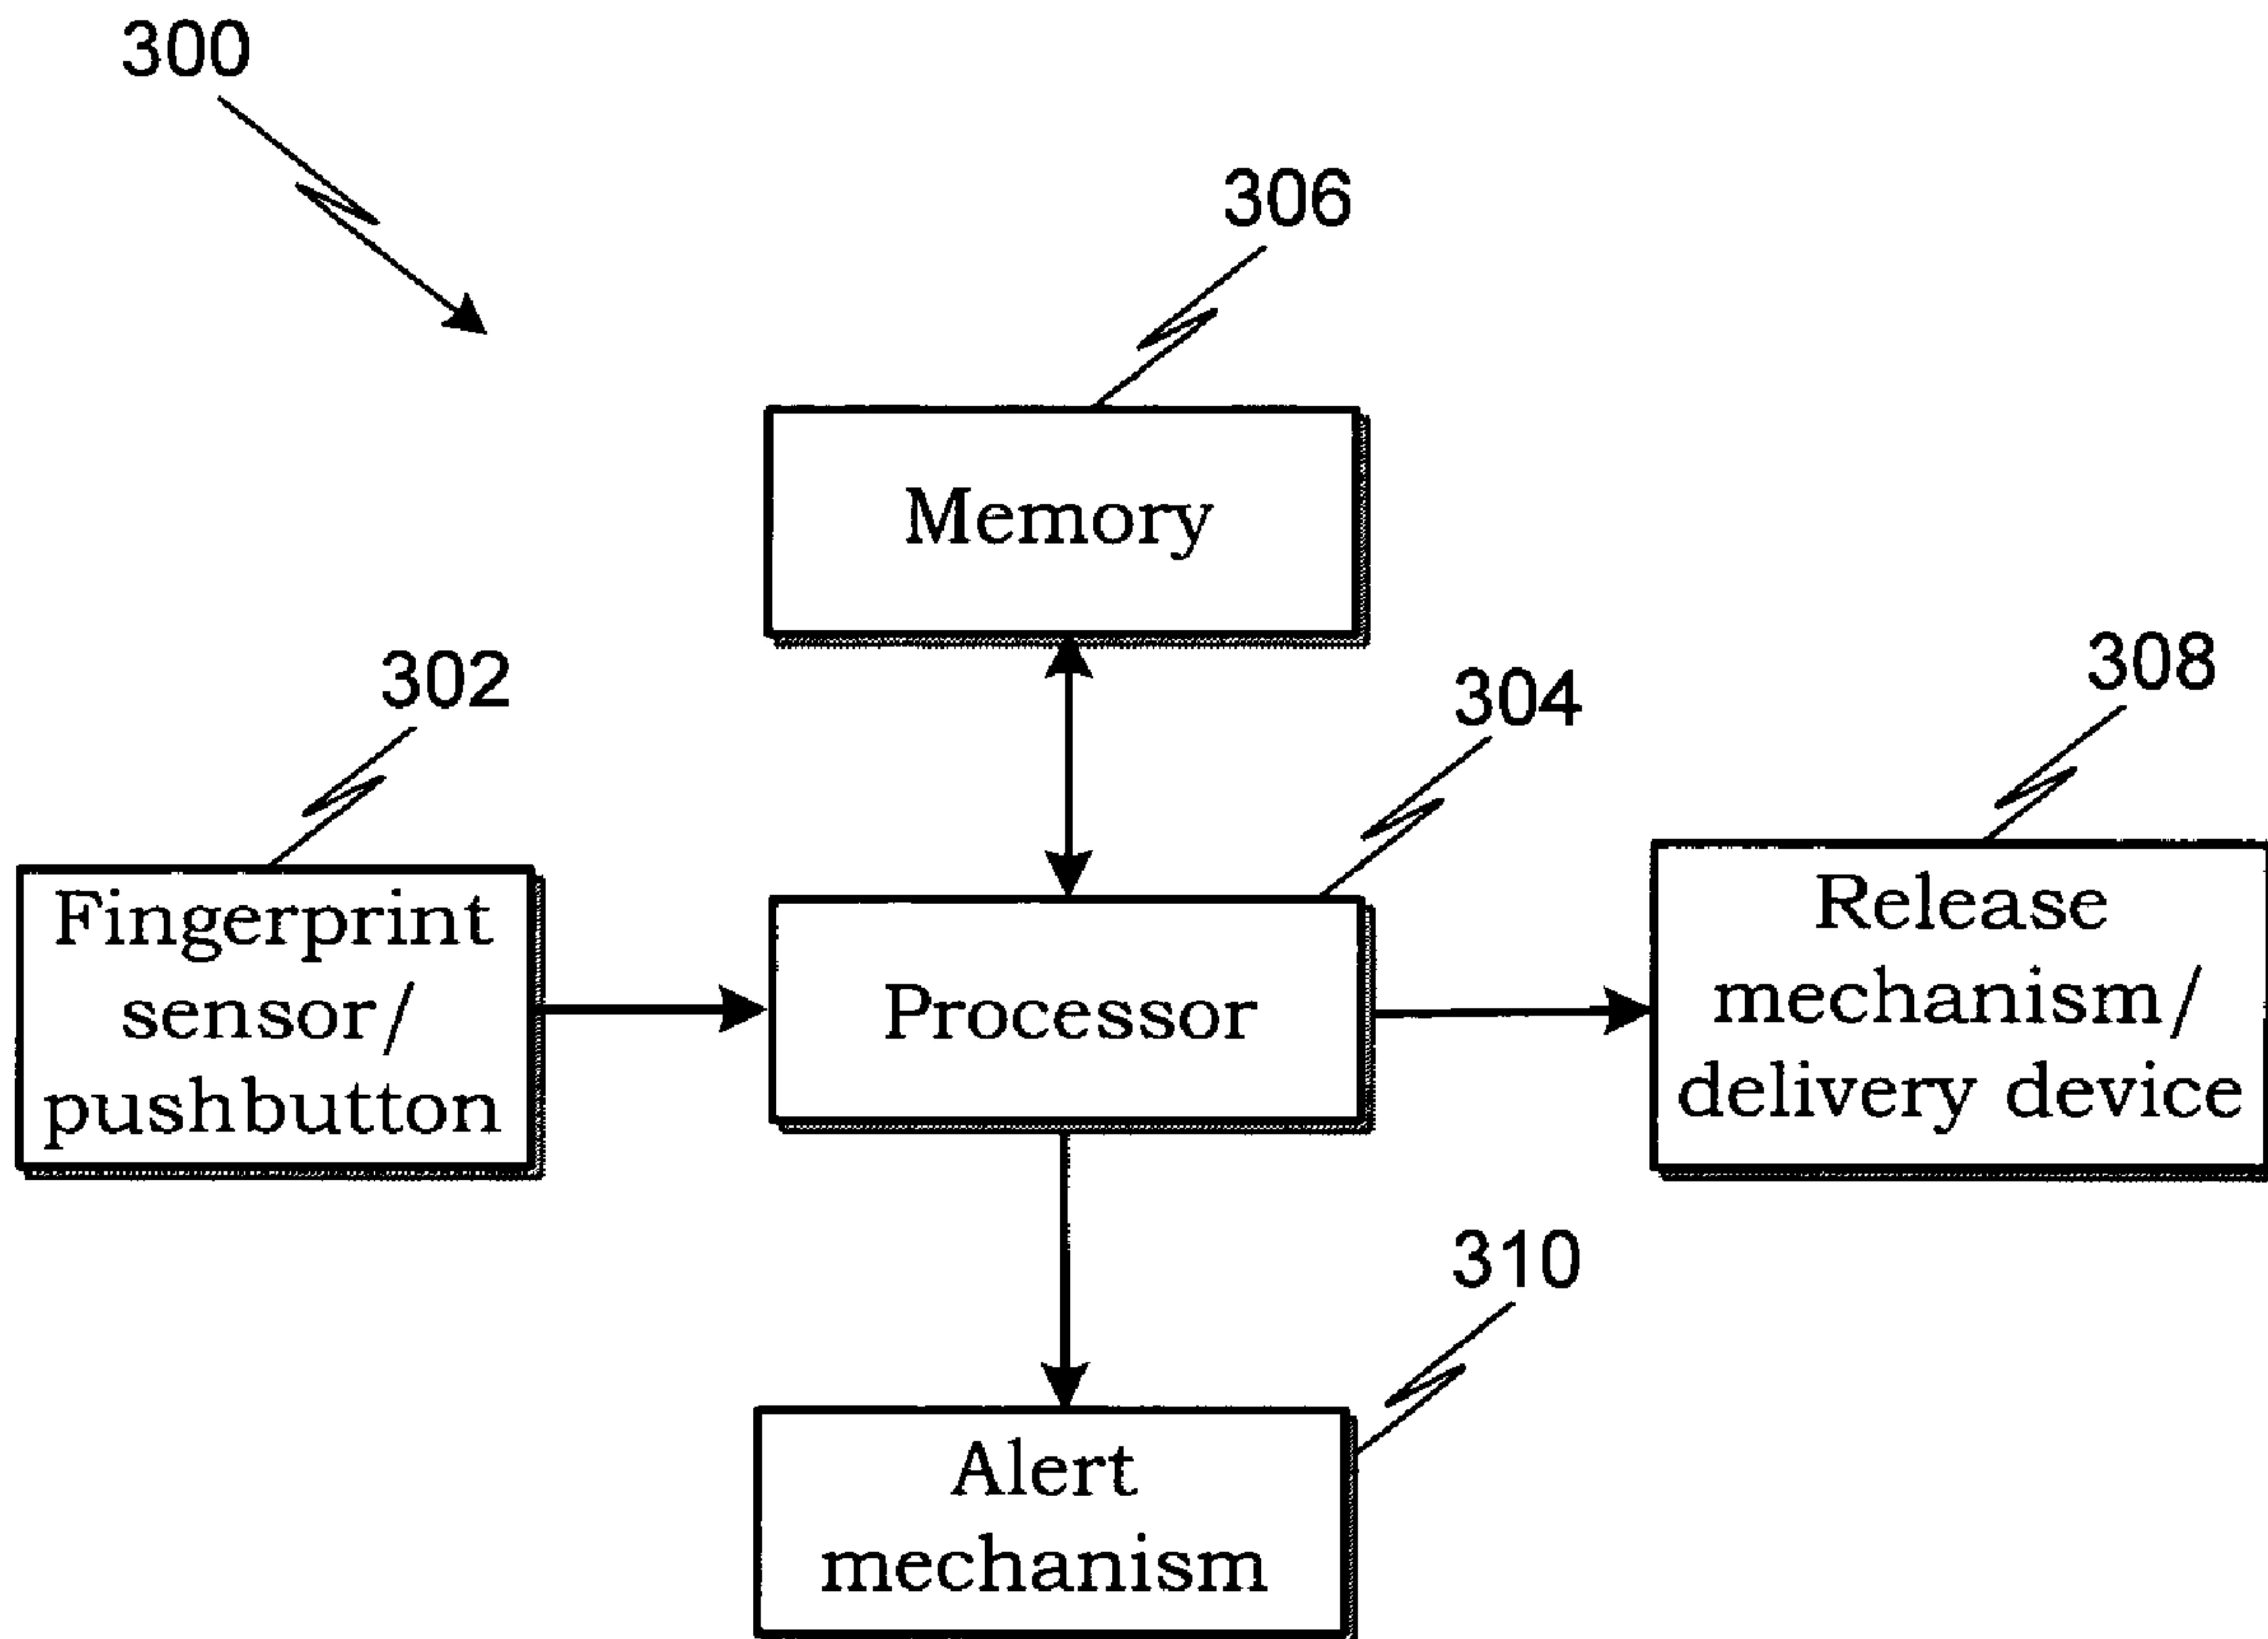 300
306
Memory
302
304
308
Fingerprint
sensor/
pushbutton
Processor
Release
mechanism/
delivery device
310
Alert
mechanism